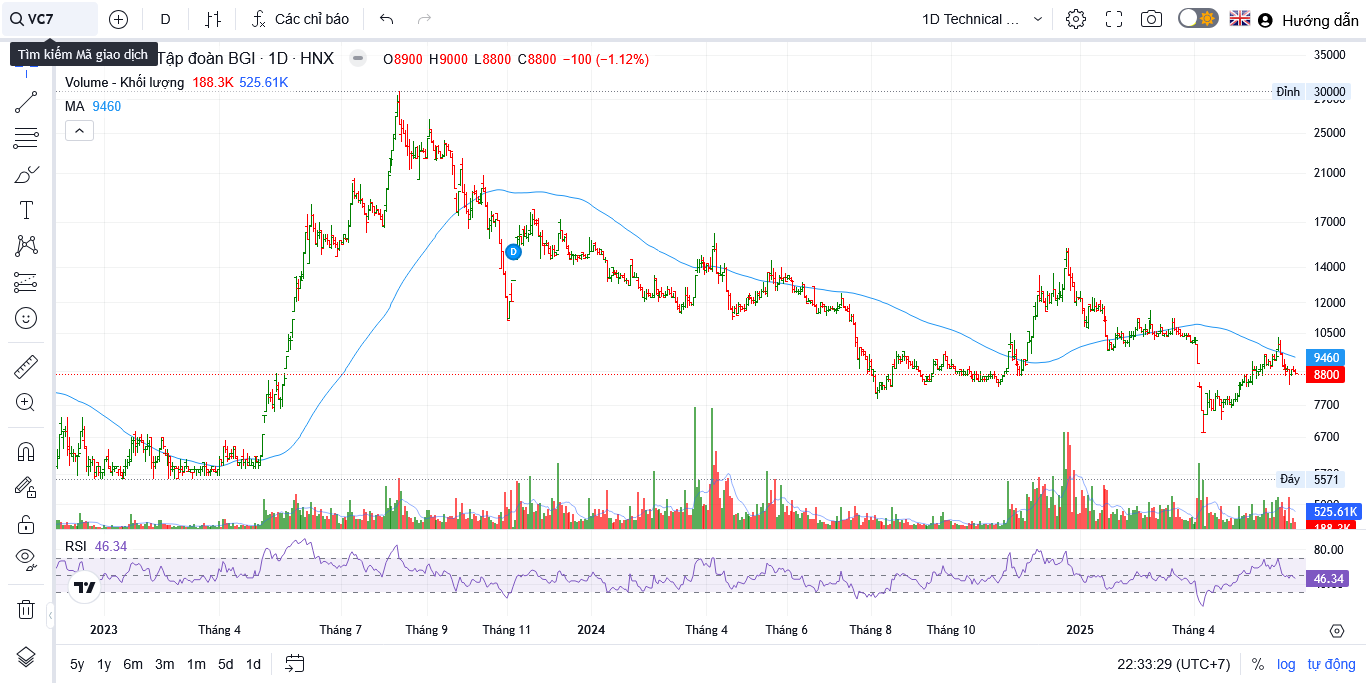 VC7
D
Các chỉ báo
1D Technical ...
Hướng dẫn
Tìm kiếm Mã giao dịch
Tập đoàn BGI · 1D · HNX
O8900 H9000 L8800 C8800 −100 (−1.12%)
Volume - Khối lượng 188.3K 525.61K
MA 9460
35000
Đỉnh 30000
29000
25000
21000
17000
14000
12000
10500
9460
8800
7700
6700
Đáy 5571
525.61K
188.3K
D
RSI 46.34
80.00
46.34
2023
Tháng 4
Tháng 7
Tháng 9
Tháng 11
2024
Tháng 4
Tháng 6
Tháng 8
Tháng 10
2025
Tháng 4
5y 1y 6m 3m 1m 5d 1d
22:33:29 (UTC+7)
% log tự động